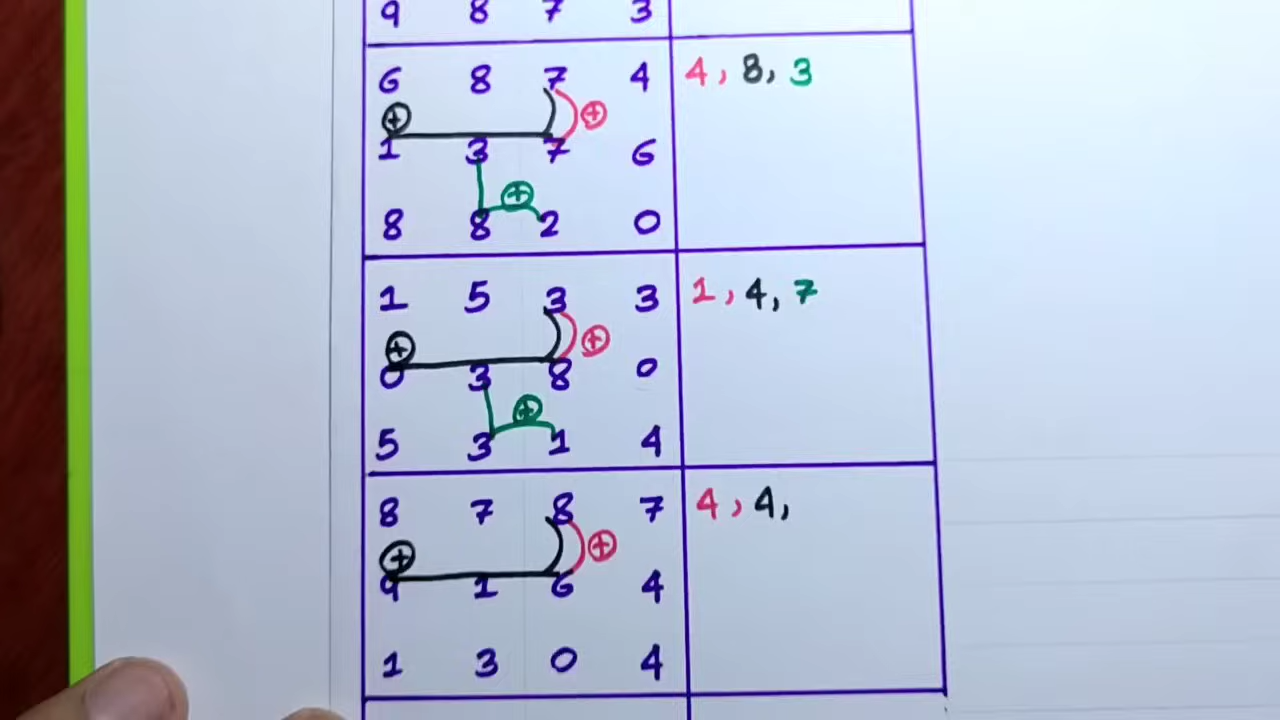 9 8 7 3
6 8 7 4 4, 8, 3
+ +
1 3 7 6
+
8 8 2 0
1 5 3 3 1, 4, 7
+ +
0 3 8 0
+
5 3 1 4
8 7 8 7 4, 4,
+ +
9 1 6 4
1 3 0 4